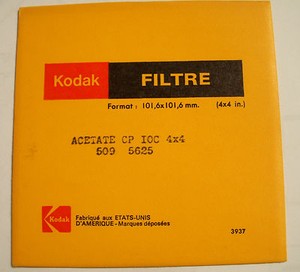 Kodak FILTRE
Format: 101,6x101,6 mm. (4x4 in.)
ACETATE CP IOC 4x4
509 5625
Kodak
Fabriqué aux ETATS-UNIS
D'AMERIQUE - Marques déposées
3937